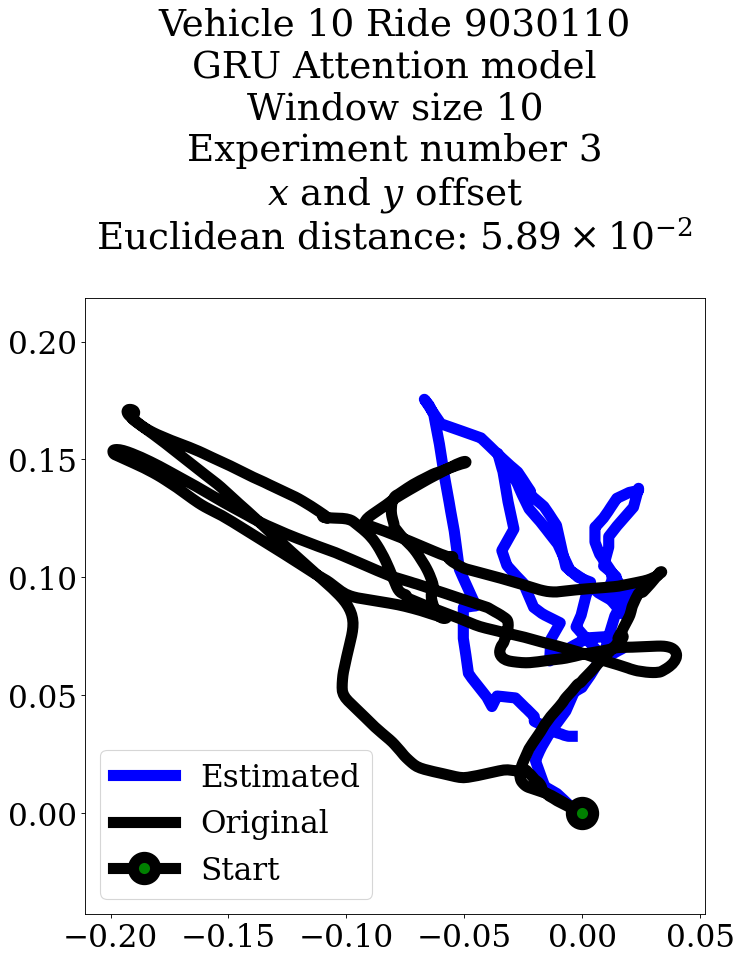 Vehicle 10 Ride 9030110
GRU Attention model
Window size 10
Experiment number 3
x and y offset
Euclidean distance: 5.89 × 10⁻²
0.20
0.15
0.10
0.05
0.00
Estimated
Original
Start
−0.20 −0.15 −0.10 −0.05 0.00 0.05